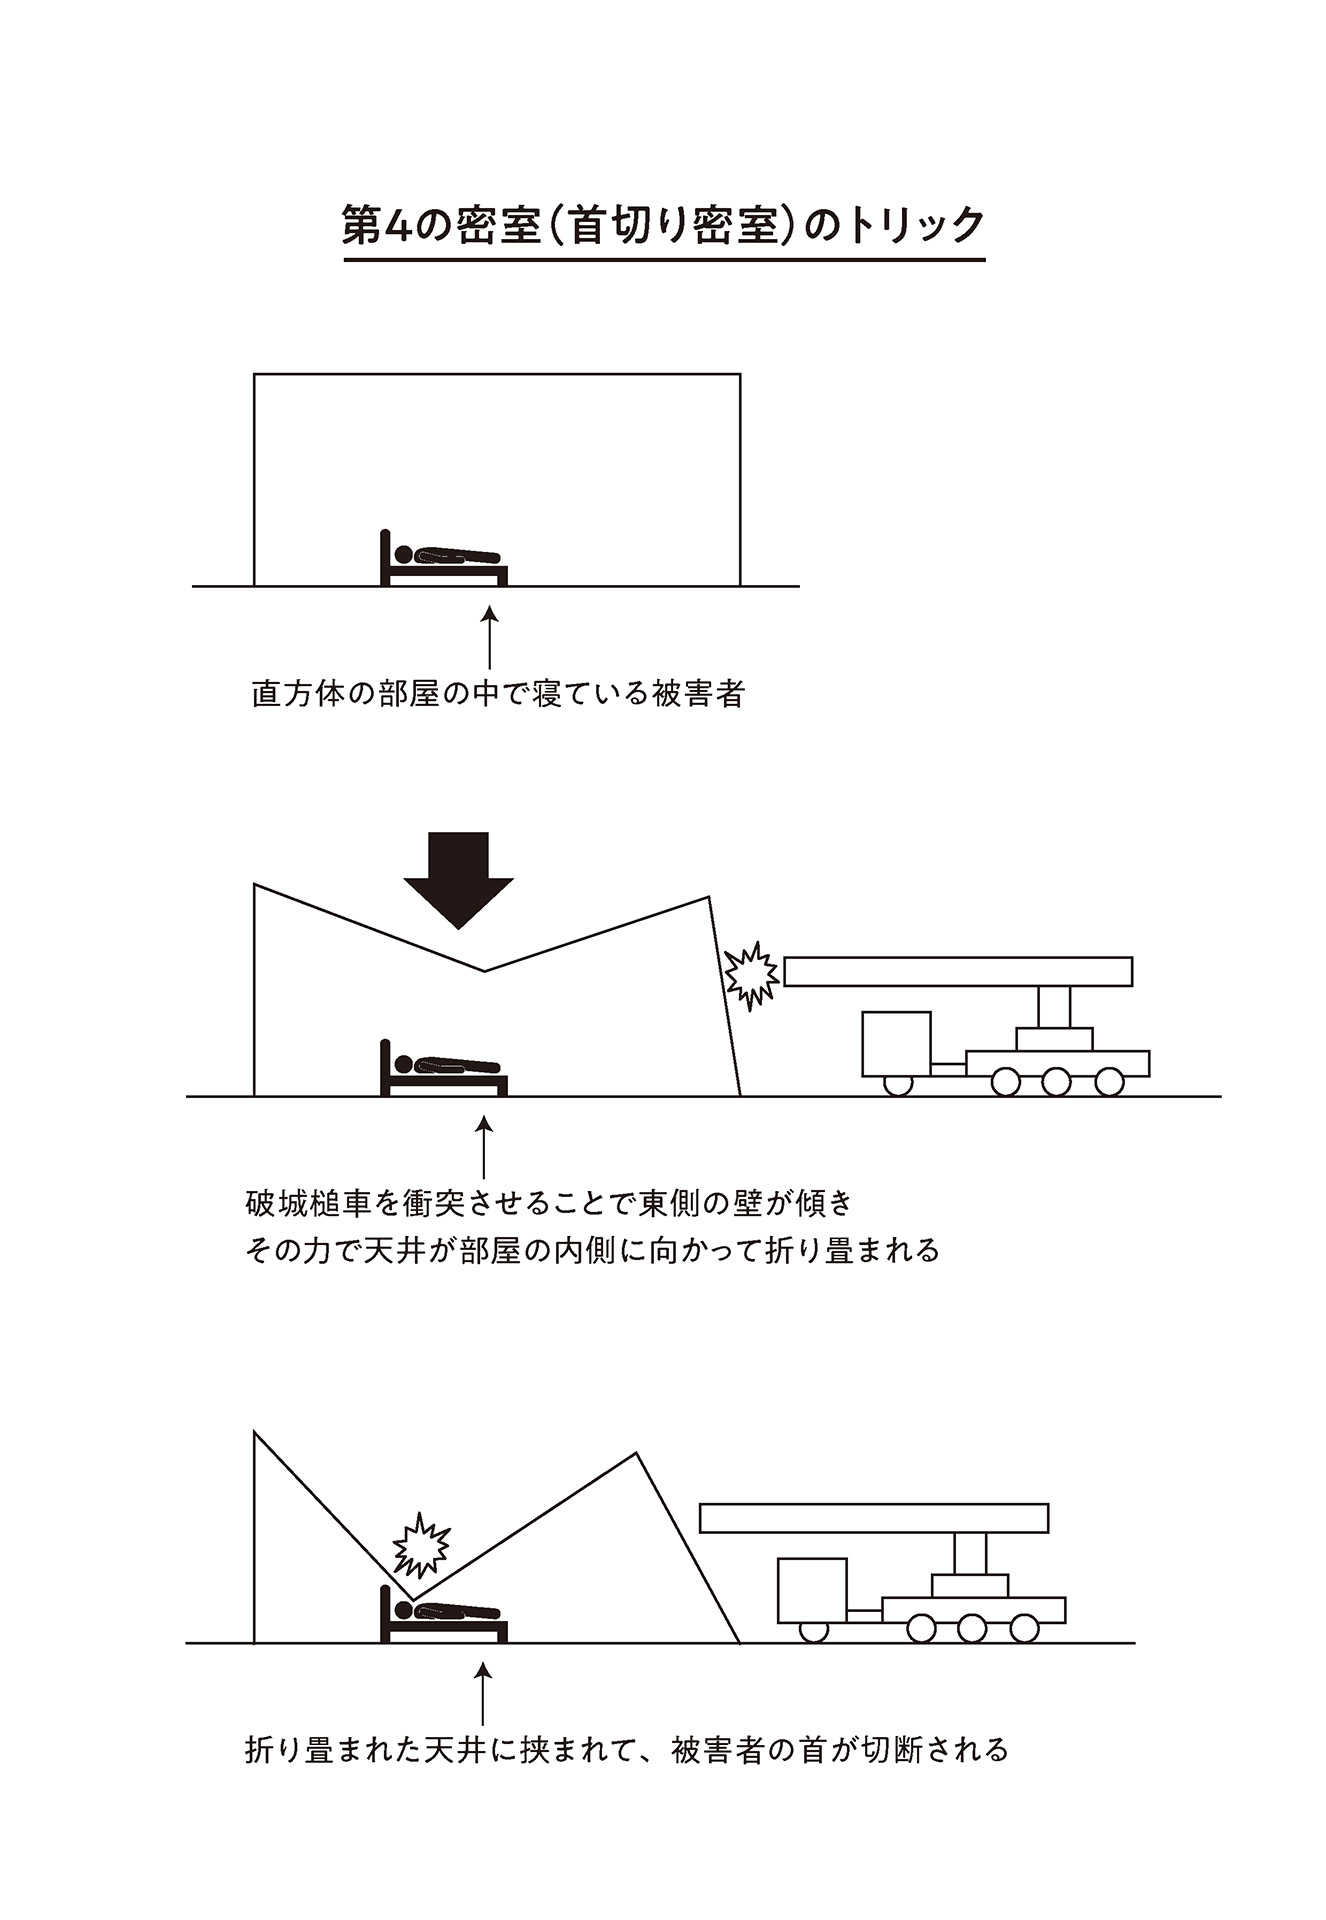 第4の密室(首切り密室)のトリック
直方体の部屋の中で寝ている被害者
破城槌車を衝突させることで東側の壁が傾き
その力で天井が部屋の内側に向かって折り畳まれる
折り畳まれた天井に挟まれて、被害者の首が切断される